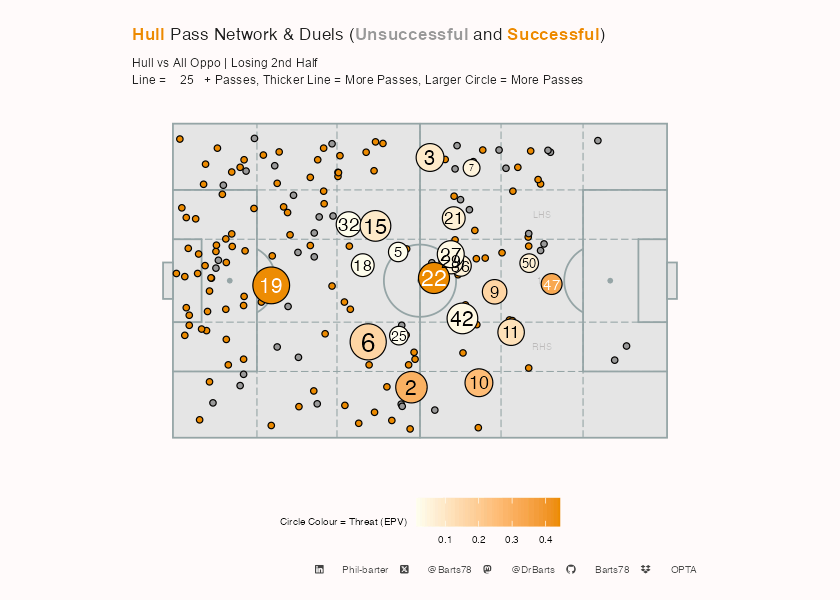 Hull Pass Network & Duels (Unsuccessful and Successful)
Hull vs All Oppo | Losing 2nd Half
Line = 25 + Passes, Thicker Line = More Passes, Larger Circle = More Passes
3
7
32
15
21
LHS
5
27
18
36
50
19
22
9
47
42
11
6
25
RHS
2
10
Circle Colour = Threat (EPV)
0.1 0.2 0.3 0.4
Phil-barter @Barts78 @DrBarts Barts78 OPTA